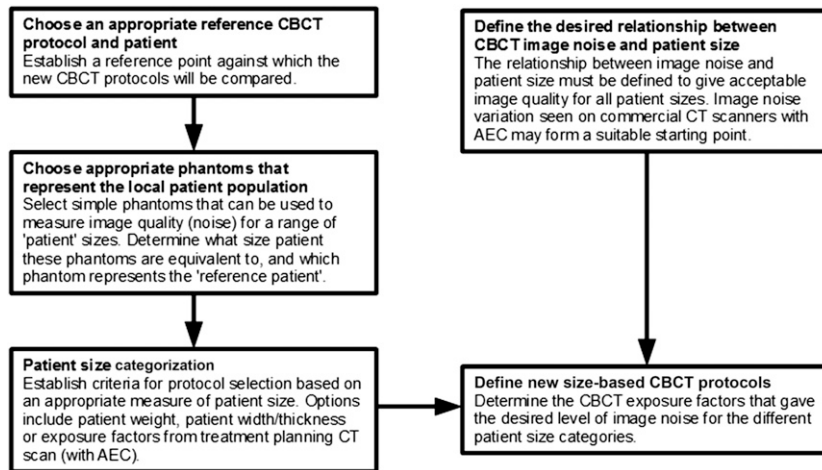 Choose an appropriate reference CBCT
protocol and patient
Establish a reference point against which the
new CBCT protocols will be compared.
Choose appropriate phantoms that
represent the local patient population
Select simple phantoms that can be used to
measure image quality (noise) for a range of
'patient' sizes. Determine what size patient
these phantoms are equivalent to, and which
phantom represents the 'reference patient'.
Patient size categorization
Establish criteria for protocol selection based on
an appropriate measure of patient size. Options
include patient weight, patient width/thickness
or exposure factors from treatment planning CT
scan (with AEC).
Define the desired relationship between
CBCT image noise and patient size
The relationship between image noise and
patient size must be defined to give acceptable
image quality for all patient sizes. Image noise
variation seen on commercial CT scanners with
AEC may form a suitable starting point.
Define new size-based CBCT protocols
Determine the CBCT exposure factors that gave
the desired level of image noise for the different
patient size categories.